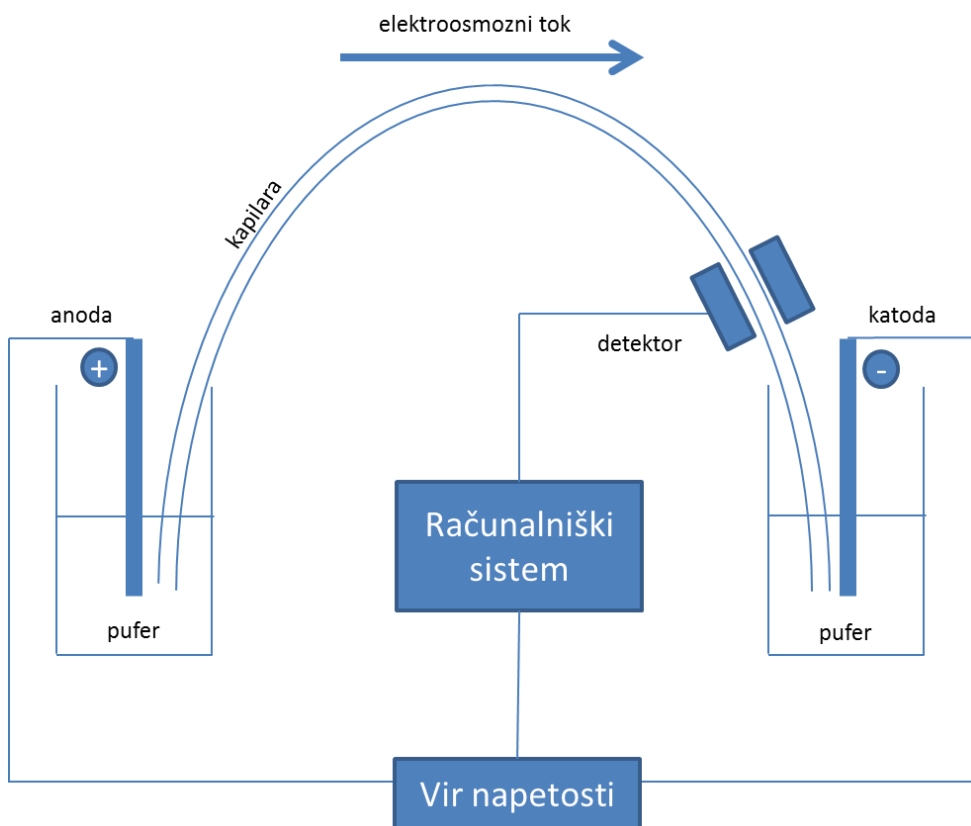 elektroosmozni tok
kapilara
anoda
+
detektor
katoda
-
Računalniški
sistem
pufer
pufer
Vir napetosti